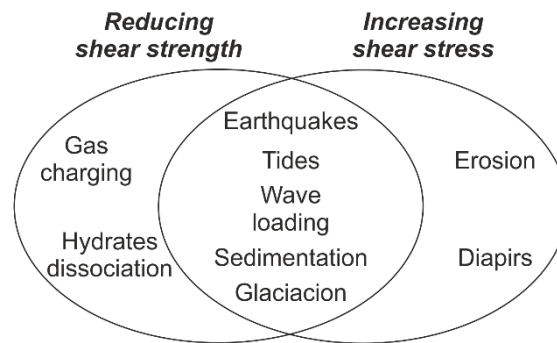 Reducing
shear strength
Increasing
shear stress
Gas
charging
Hydrates
dissociation
Earthquakes
Tides
Wave
loading
Sedimentation
Glaciacion
Erosion
Diapirs